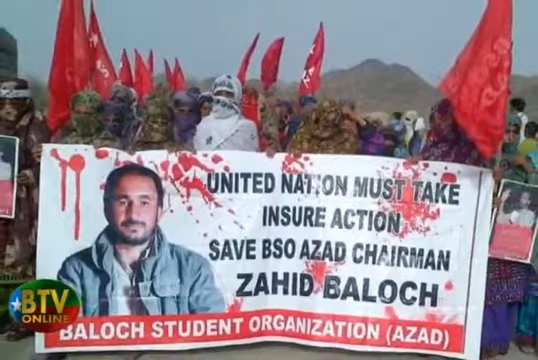 UNITED NATION MUST TAKE
INSURE ACTION
SAVE BSO AZAD CHAIRMAN
ZAHID BALOCH
BALOCH STUDENT ORGANIZATION (AZAD)
BTV
ONLINE